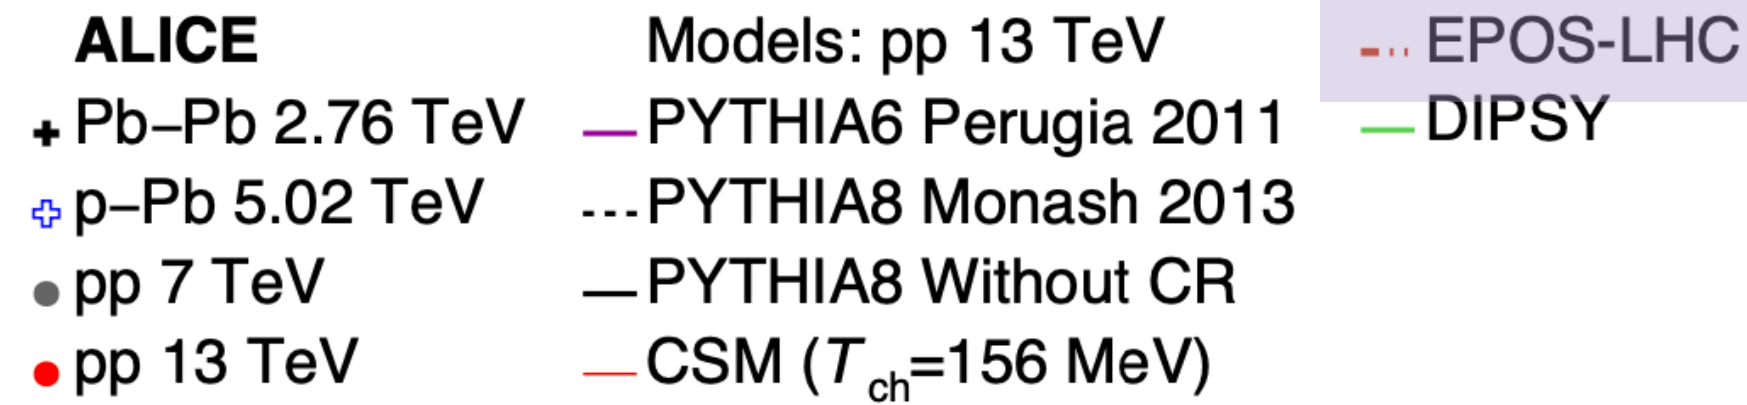 ALICE
Pb–Pb 2.76 TeV
p–Pb 5.02 TeV
pp 7 TeV
pp 13 TeV
Models: pp 13 TeV
PYTHIA6 Perugia 2011
PYTHIA8 Monash 2013
PYTHIA8 Without CR
CSM (Tch=156 MeV)
EPOS-LHC
DIPSY